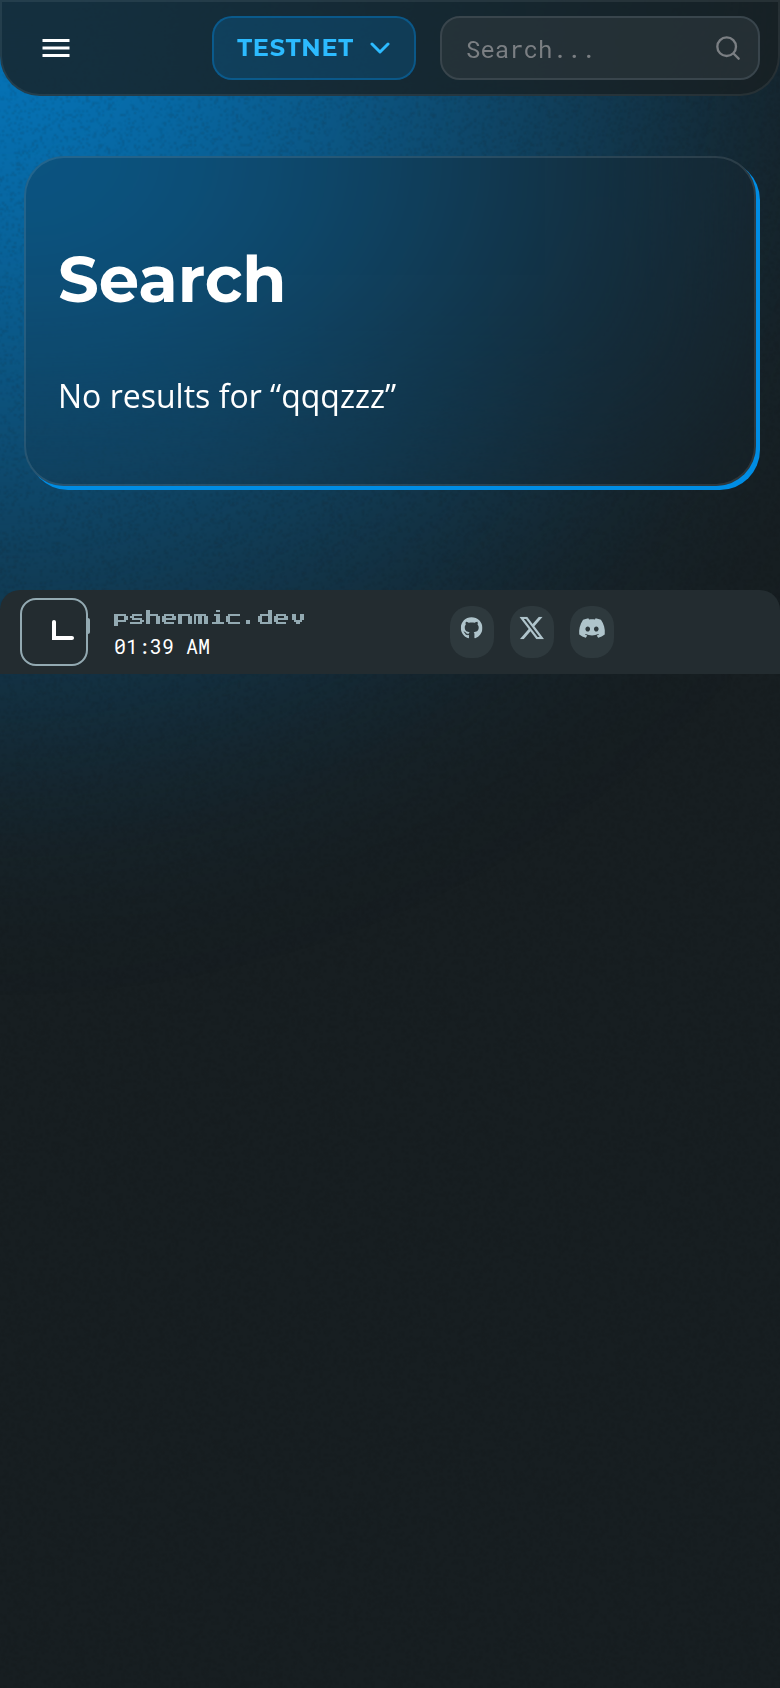 TESTNET
Search...
Search
No results for “qqqzzz”
pshenmic.dev
01:39 AM